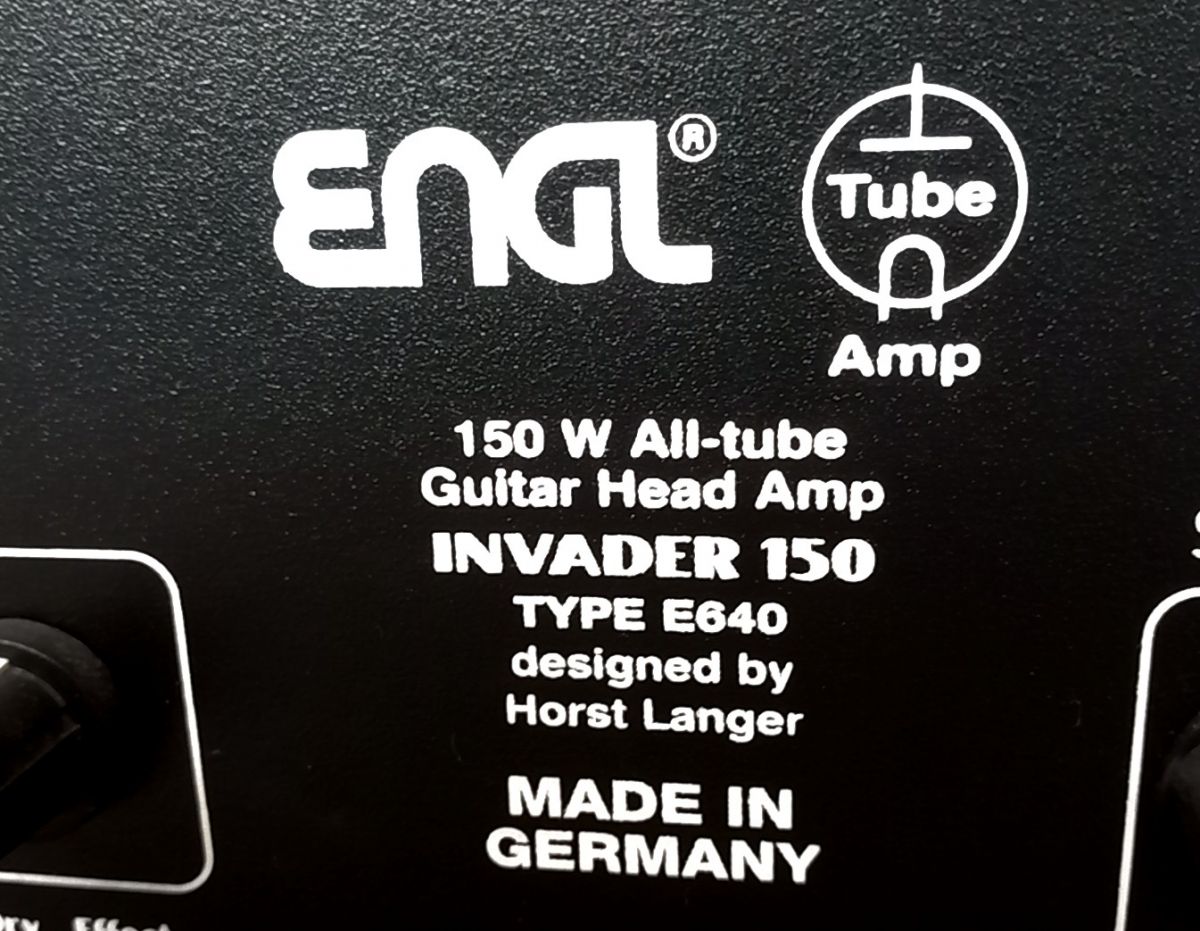 ENGL®
Tube
Amp
150 W All-tube
Guitar Head Amp
INVADER 150
TYPE E640
designed by
Horst Langer
MADE IN
GERMANY
Effect